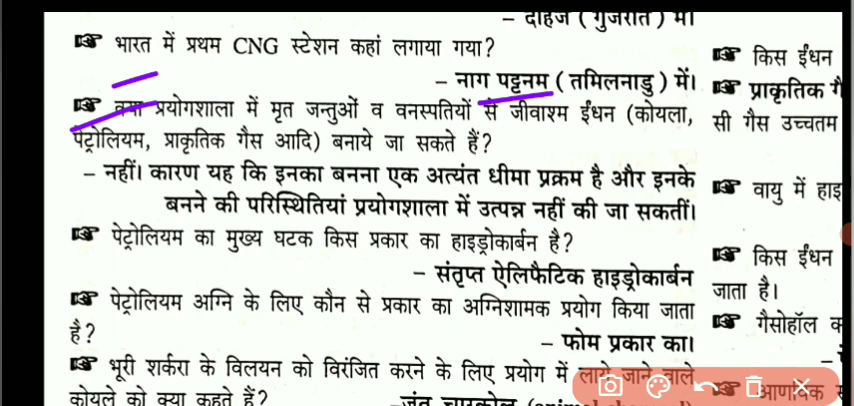 – दाहेज ( गुजरात ) में।
भारत में प्रथम CNG स्टेशन कहां लगाया गया?
– नाग पट्टनम ( तमिलनाडु ) में।
क्या प्रयोगशाला में मृत जन्तुओं व वनस्पतियों से जीवाश्म ईंधन (कोयला,
पेट्रोलियम, प्राकृतिक गैस आदि) बनाये जा सकते हैं?
– नहीं। कारण यह कि इनका बनना एक अत्यंत धीमा प्रक्रम है और इनके
बनने की परिस्थितियां प्रयोगशाला में उत्पन्न नहीं की जा सकतीं।
पेट्रोलियम का मुख्य घटक किस प्रकार का हाइड्रोकार्बन है?
– संतृप्त ऐलिफैटिक हाइड्रोकार्बन
पेट्रोलियम अग्नि के लिए कौन से प्रकार का अग्निशामक प्रयोग किया जाता
है?
– फोम प्रकार का।
भूरी शर्करा के विलयन को विरंजित करने के लिए प्रयोग में लाये जाने वाले
कोयले को क्या कहते हैं?
–जंतु चारकोल
किस ईंधन
प्राकृतिक
सी गैस उच्चतम
वायु में
किस ईंधन
जाता है।
गैसोहॉल
आणविक